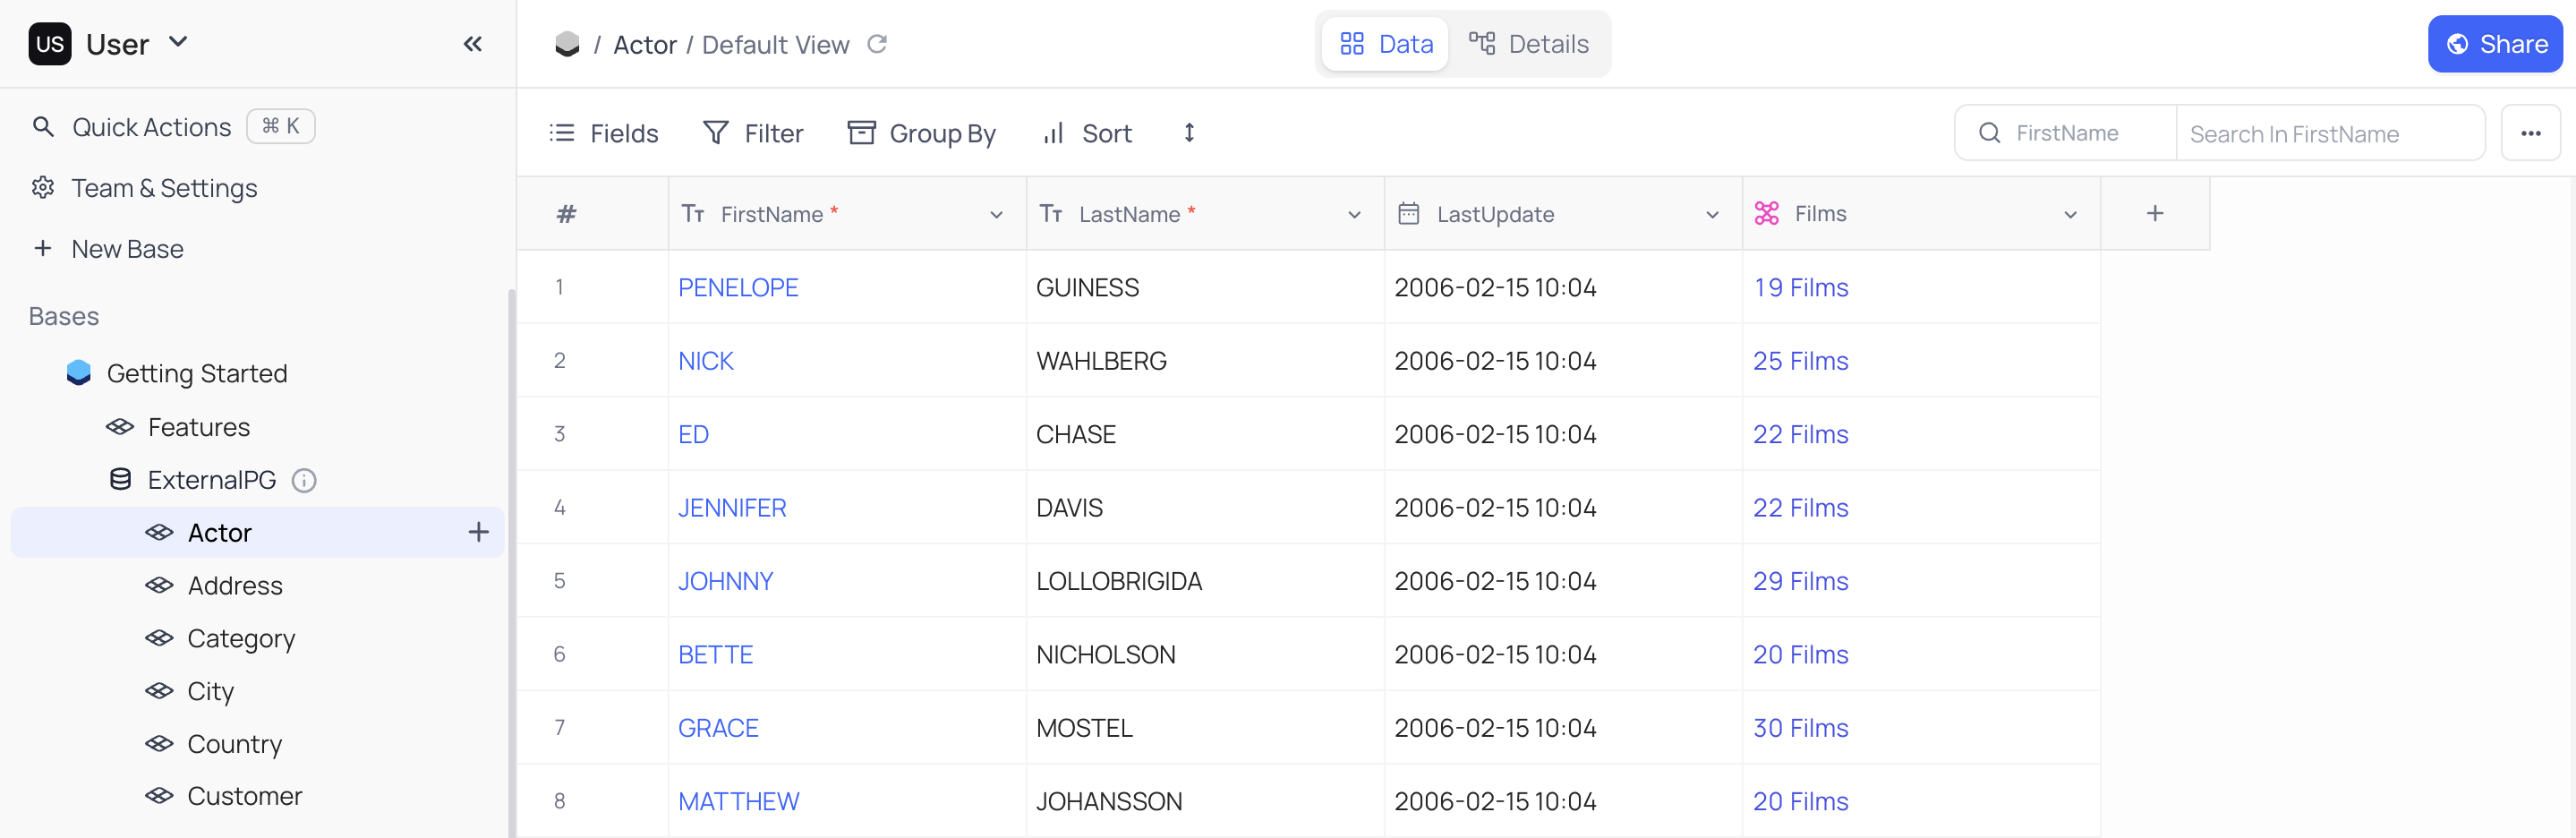 US User
Quick Actions ⌘ K
Team & Settings
New Base
Bases
Getting Started
Features
ExternalPG
Actor
Address
Category
City
Country
Customer
/ Actor / Default View
Data Details
Share
Fields Filter Group By Sort
FirstName Search In FirstName
# FirstName * LastName * LastUpdate Films
1 PENELOPE GUINESS 2006-02-15 10:04 19 Films
2 NICK WAHLBERG 2006-02-15 10:04 25 Films
3 ED CHASE 2006-02-15 10:04 22 Films
4 JENNIFER DAVIS 2006-02-15 10:04 22 Films
5 JOHNNY LOLLOBRIGIDA 2006-02-15 10:04 29 Films
6 BETTE NICHOLSON 2006-02-15 10:04 20 Films
7 GRACE MOSTEL 2006-02-15 10:04 30 Films
8 MATTHEW JOHANSSON 2006-02-15 10:04 20 Films